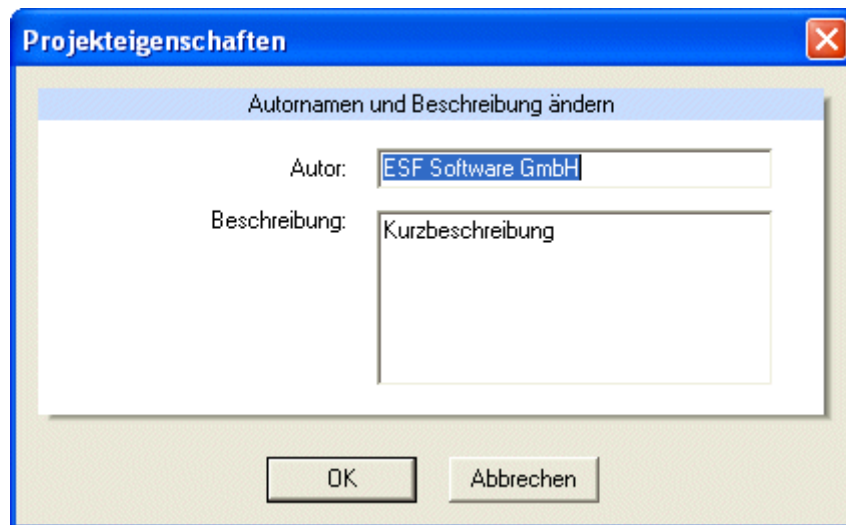 Projekteigenschaften
Autornamen und Beschreibung ändern
Autor: ESF Software GmbH
Beschreibung: Kurzbeschreibung
OK Abbrechen